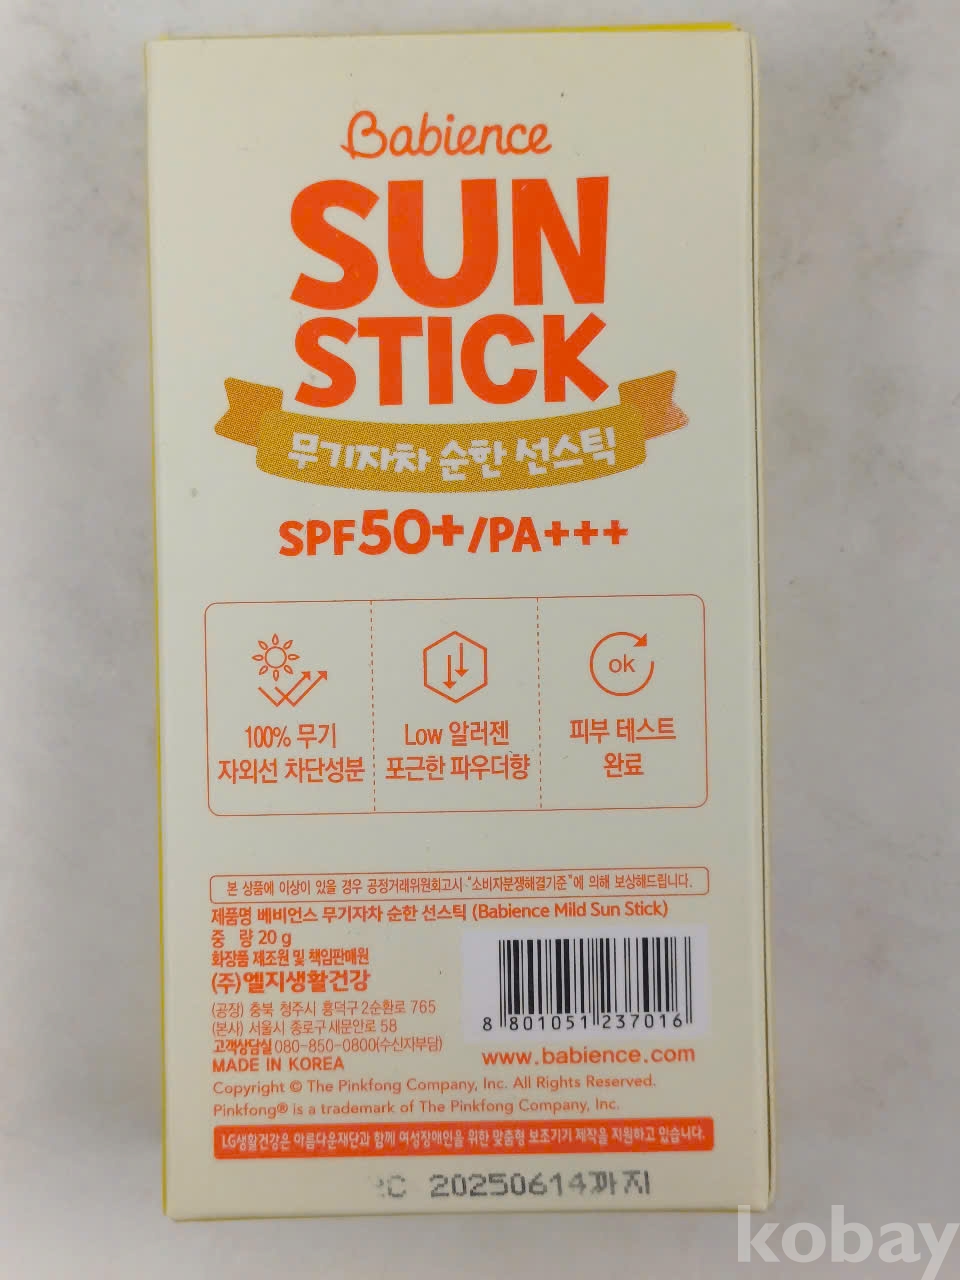 Babience
SUN
STICK
무기자차 순한 선스틱
SPF50+/PA+++
100% 무기
자외선 차단성분
Low 알러젠
포근한 파우더향
ok
피부 테스트
완료
본 상품에 이상이 있을 경우 공정거래위원회고시 "소비자분쟁해결기준"에 의해 보상해드립니다.
제품명 베비언스 무기자차 순한 선스틱 (Babience Mild Sun Stick)
중 량 20 g
화장품 제조원 및 책임판매원
(주)엘지생활건강
(공장) 충북 청주시 흥덕구 2순환로 765
(본사) 서울시 종로구 새문안로 58
고객상담실 080-850-0800(수신자부담)
MADE IN KOREA
8 801051 237016
www.babience.com
Copyright © The Pinkfong Company, Inc. All Rights Reserved.
Pinkfong® is a trademark of The Pinkfong Company, Inc.
LG생활건강은 아름다운재단과 함께 여성장애인을 위한 맞춤형 보조기기 제작을 지원하고 있습니다.
20250614까지
kobay